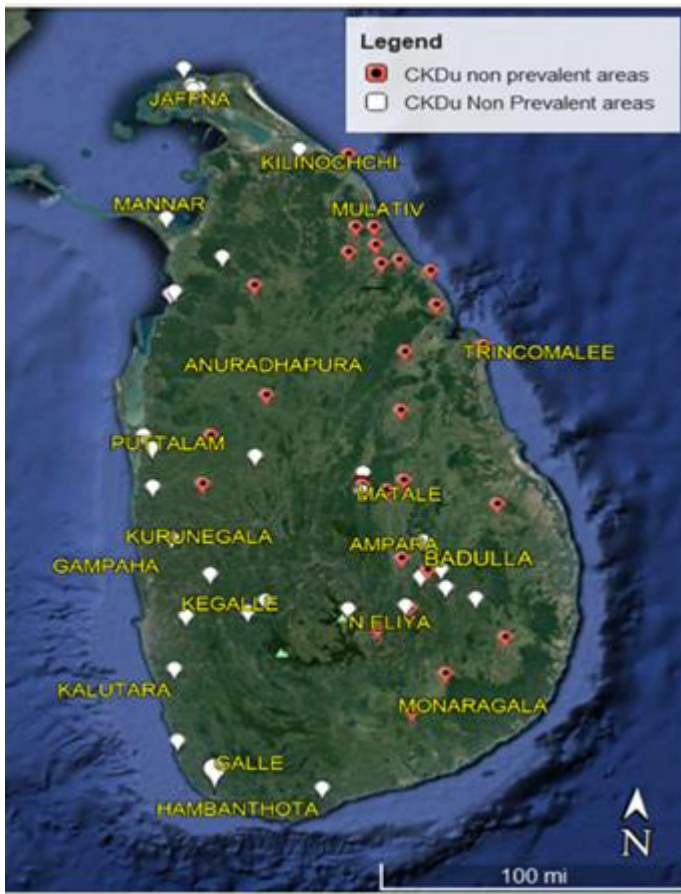 Legend
CKDu non prevalent areas
CKDu Non Prevalent areas
JAFFNA
KILINOCHCHI
MANNAR
MULATIV
ANURADHAPURA
TRINCOMALEE
PUTTALAM
MATALE
KURUNEGALA
AMPARA
BADULLA
GAMPAHA
KEGALLE
N.ELIYA
KALUTARA
MONARAGALA
GALLE
HAMBANTHOTA
N
100 mi